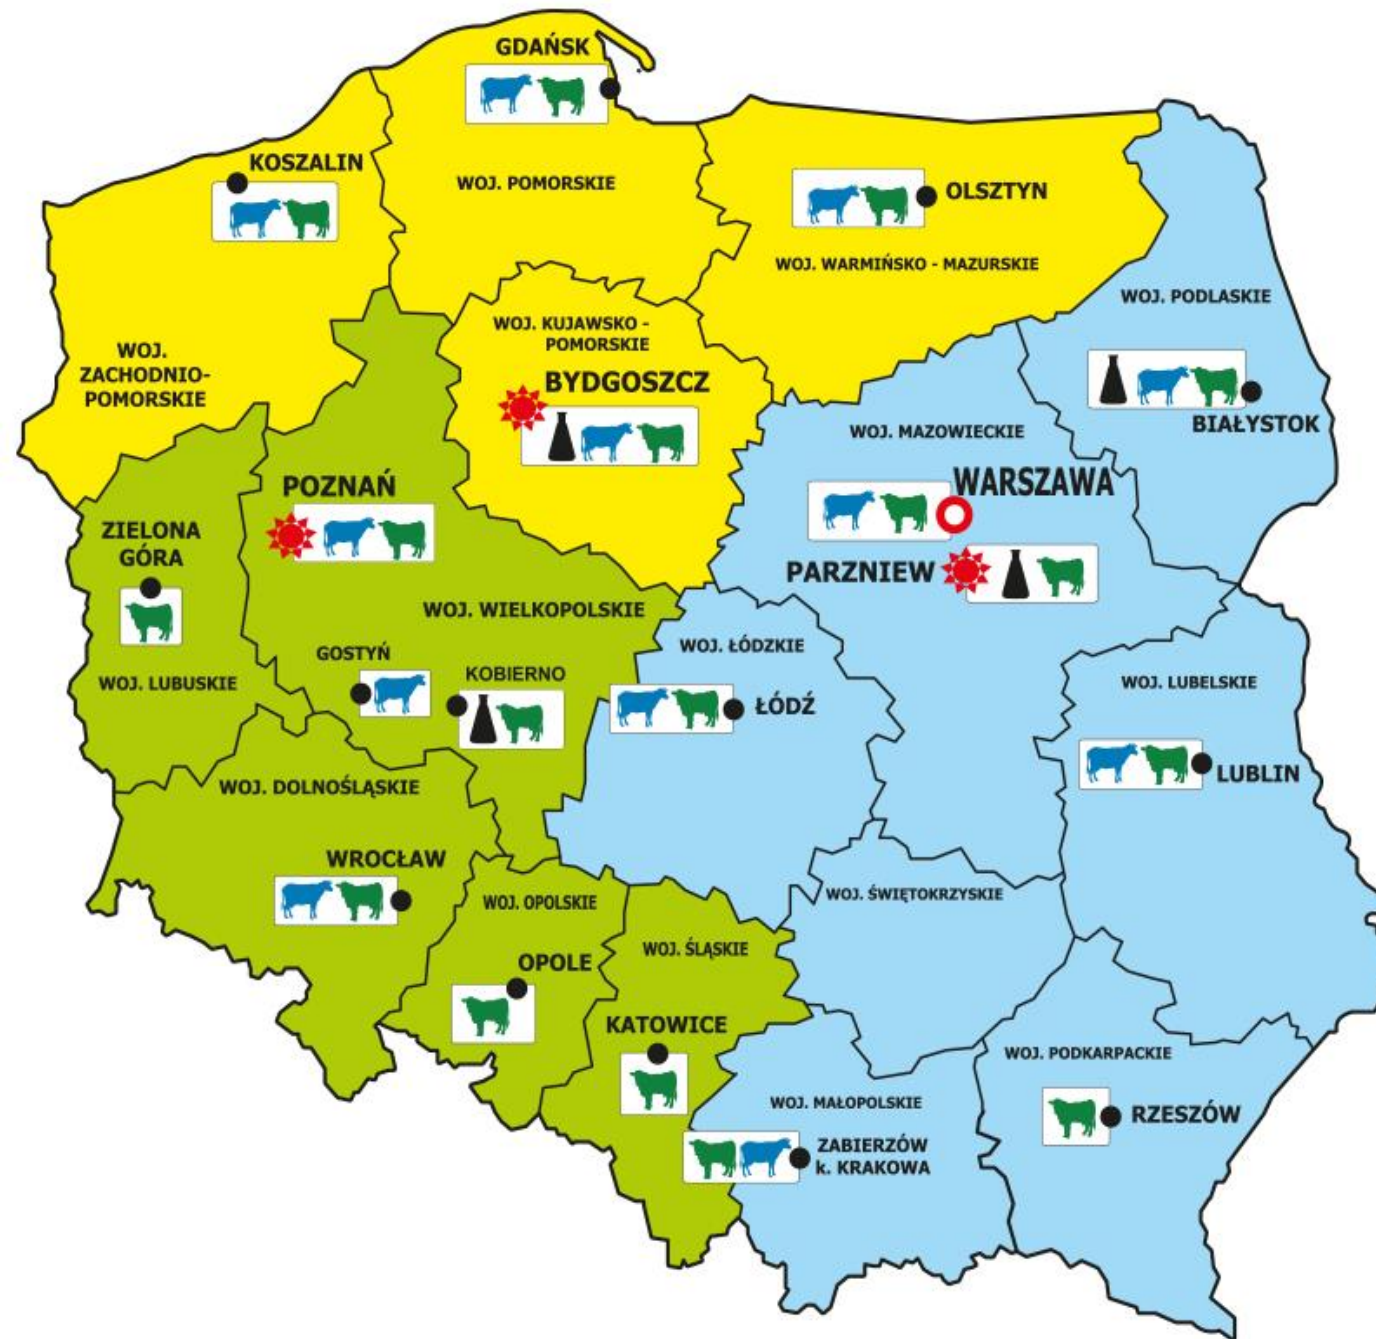 GDAŃSK
KOSZALIN
WOJ. POMORSKIE
OLSZTYN
WOJ. WARMIŃSKO - MAZURSKIE
WOJ. PODLASKIE
WOJ. KUJAWSKO -
POMORSKIE
WOJ.
ZACHODNIO-
POMORSKIE
BYDGOSZCZ
BIAŁYSTOK
WOJ. MAZOWIECKIE
WARSZAWA
POZNAŃ
ZIELONA
GÓRA
PARZNIEW
WOJ. WIELKOPOLSKIE
WOJ. ŁÓDZKIE
GOSTYŃ
KOBIERNO
WOJ. LUBUSKIE
WOJ. LUBELSKIE
ŁÓDŹ
LUBLIN
WOJ. DOLNOŚLĄSKIE
WROCŁAW
WOJ. OPOLSKIE
WOJ. ŚWIĘTOKRZYSKIE
WOJ. ŚLĄSKIE
OPOLE
KATOWICE
WOJ. PODKARPACKIE
WOJ. MAŁOPOLSKIE
RZESZÓW
ZABIERZÓW
k. KRAKOWA